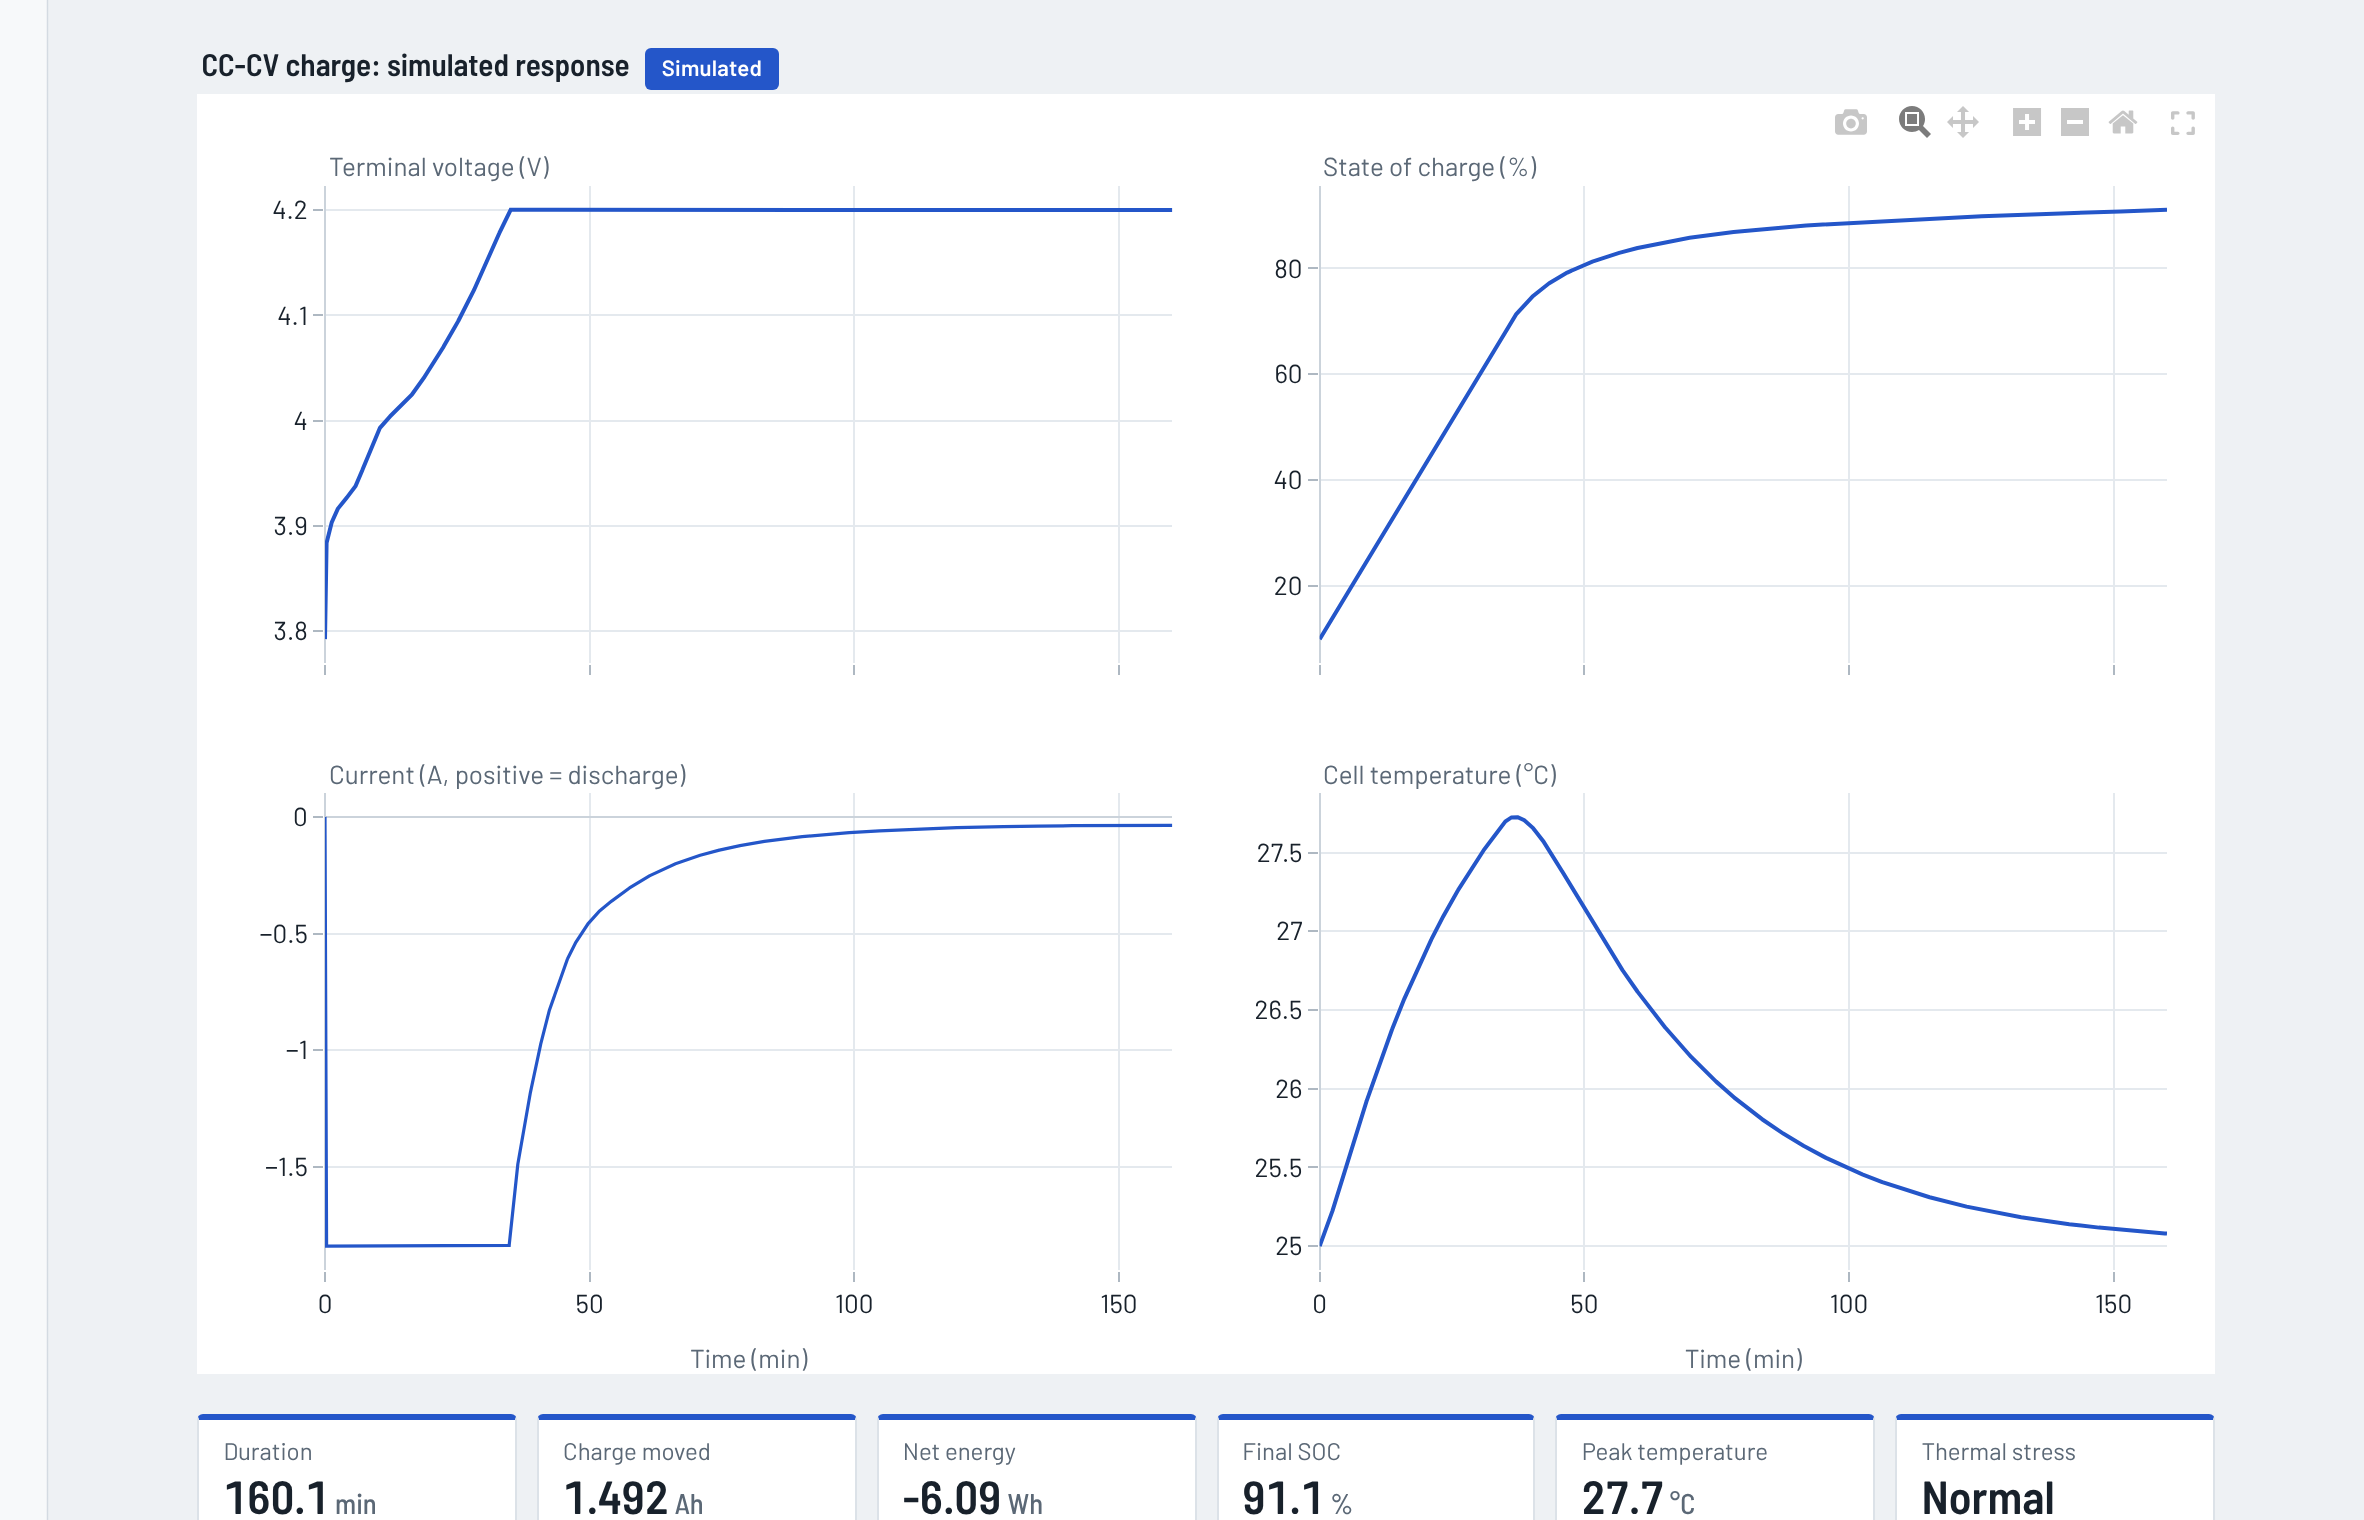 CC-CV charge: simulated response Simulated
Terminal voltage (V)
4.2
4.1
4
3.9
3.8
State of charge (%)
80
60
40
20
Current (A, positive = discharge)
0
−0.5
−1
−1.5
0 50 100 150
Time (min)
Cell temperature (°C)
27.5
27
26.5
26
25.5
25
0 50 100 150
Time (min)
Duration
160.1 min
Charge moved
1.492 Ah
Net energy
-6.09 Wh
Final SOC
91.1 %
Peak temperature
27.7 °C
Thermal stress
Normal